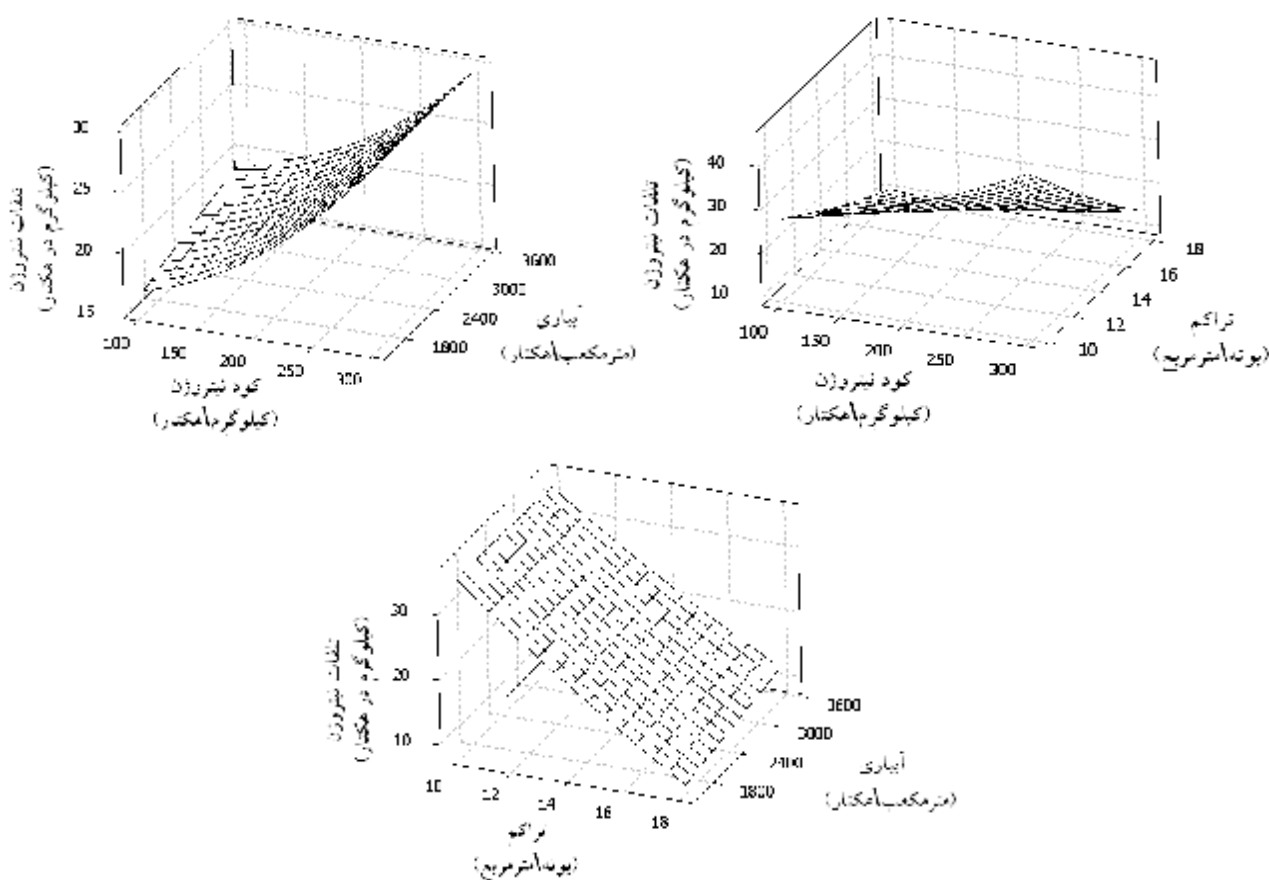 30
25
20
15
تلفات نیتروژن
(کیلوگرم در هکتار)
100
150
200
250
300
کود نیتروژن
(کیلوگرم\هکتار)
1800
2400
3000
3600
آبیاری
(مترمکعب\هکتار)
40
30
20
10
تلفات نیتروژن
(کیلوگرم در هکتار)
100
150
200
250
300
کود نیتروژن
(کیلوگرم\هکتار)
10
12
14
16
18
تراکم
(بوته\مترمربع)
30
20
10
تلفات نیتروژن
(کیلوگرم در هکتار)
10
12
14
16
18
تراکم
(بوته\مترمربع)
1800
2400
3000
3600
آبیاری
(مترمکعب\هکتار)